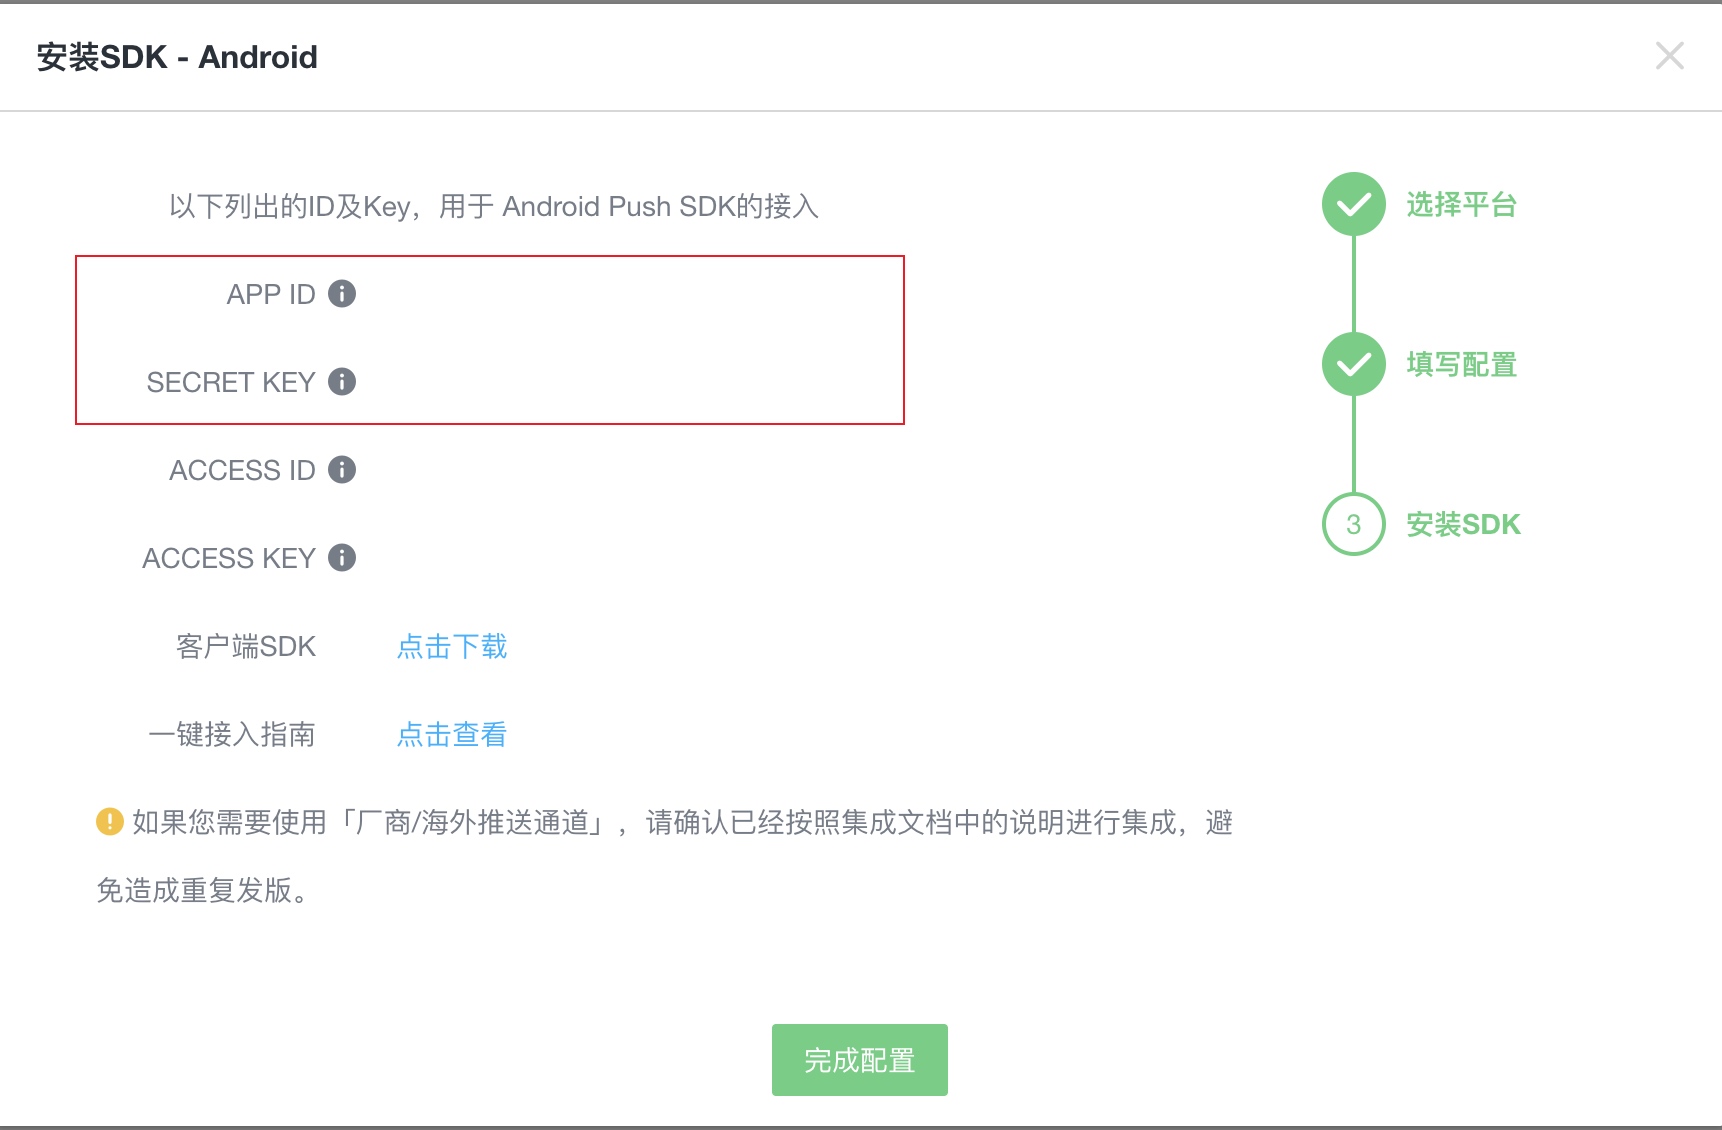 安装SDK - Android
以下列出的ID及Key，用于 Android Push SDK的接入
APP ID
SECRET KEY
ACCESS ID
ACCESS KEY
客户端SDK 点击下载
一键接入指南 点击查看
如果您需要使用「厂商/海外推送通道」，请确认已经按照集成文档中的说明进行集成，避
免造成重复发版。
选择平台
填写配置
3 安装SDK
完成配置